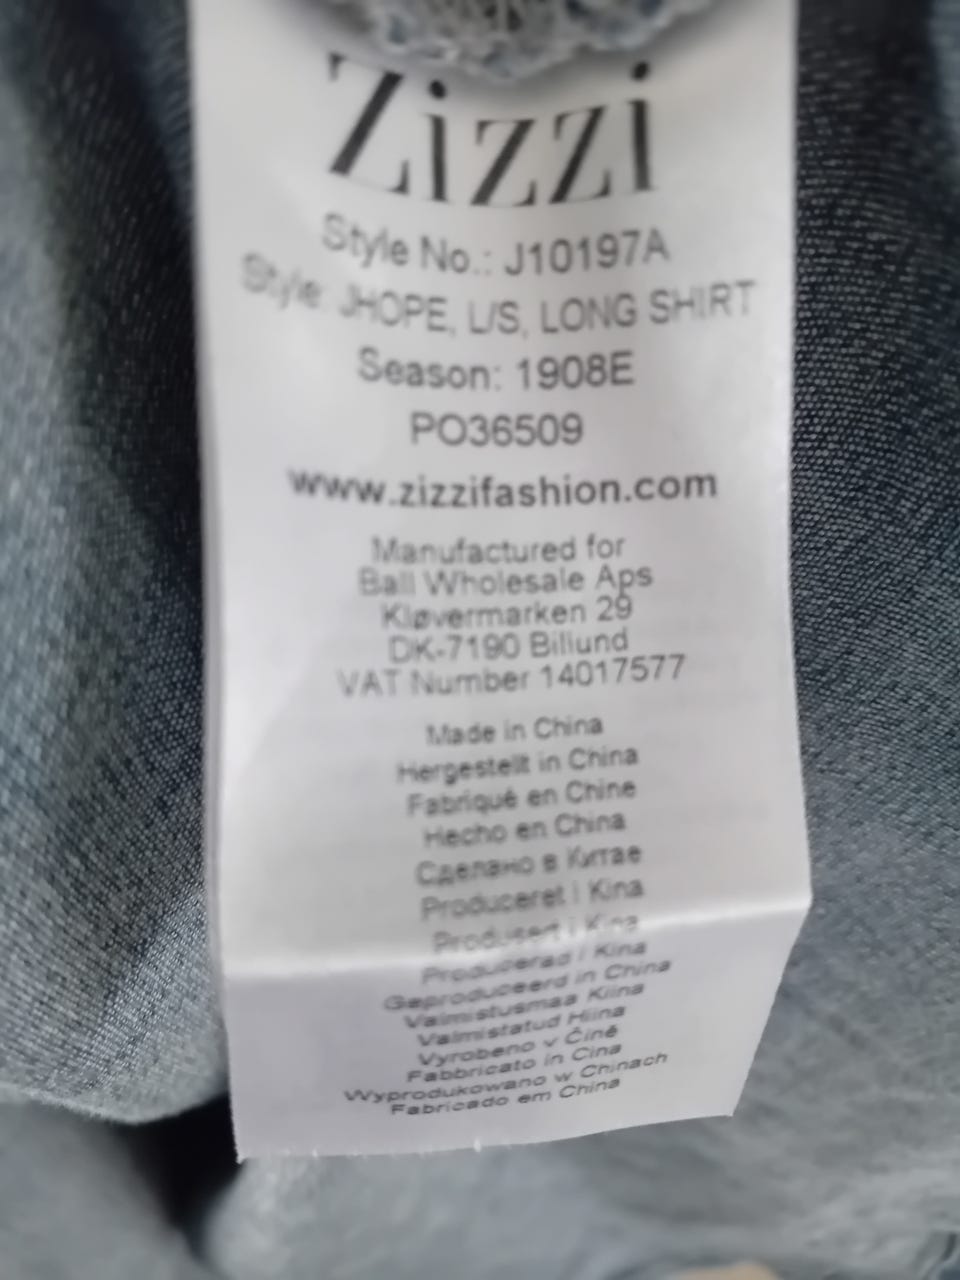 Zizzi
Style No.: J10197A
Style: JHOPE, L/S, LONG SHIRT
Season: 1908E
PO36509
www.zizzifashion.com
Manufactured for
Ball Wholesale Aps
Kløvermarken 29
DK-7190 Billund
VAT Number 14017577
Made in China
Hergestellt in China
Fabriqué en Chine
Hecho en China
Сделано в Китае
Produceret i Kina
Produsert i Kina
Producerad i Kina
Geproduceerd in China
Valmistusmaa Kiina
Valmistatud Hiina
Vyrobeno v Číně
Fabbricato in Cina
Wyprodukowano w Chinach
Fabricado em China